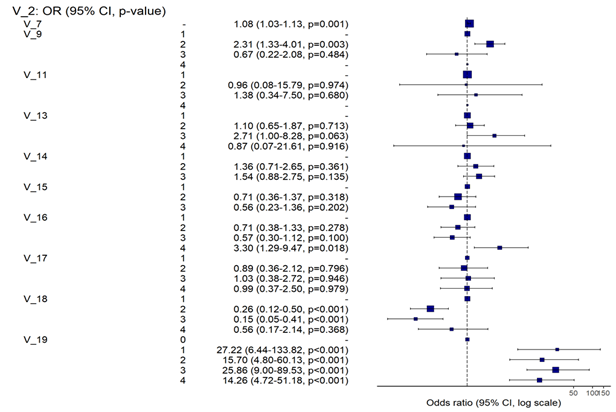 V_2: OR (95% CI, p-value)
V_7 - 1.08 (1.03-1.13, p=0.001)
V_9 1 -
2 2.31 (1.33-4.01, p=0.003)
3 0.67 (0.22-2.08, p=0.484)
4 -
V_11 1 -
2 0.96 (0.08-15.79, p=0.974)
3 1.38 (0.34-7.50, p=0.680)
4 -
V_13 1 -
2 1.10 (0.65-1.87, p=0.713)
3 2.71 (1.00-8.28, p=0.063)
4 0.87 (0.07-21.61, p=0.916)
V_14 1 -
2 1.36 (0.71-2.65, p=0.361)
3 1.54 (0.88-2.75, p=0.135)
V_15 1 -
2 0.71 (0.36-1.37, p=0.318)
3 0.56 (0.23-1.36, p=0.202)
V_16 1 -
2 0.71 (0.38-1.33, p=0.278)
3 0.57 (0.30-1.12, p=0.100)
4 3.30 (1.29-9.47, p=0.018)
V_17 1 -
2 0.89 (0.36-2.12, p=0.796)
3 1.03 (0.38-2.72, p=0.946)
4 0.99 (0.37-2.50, p=0.979)
V_18 1 -
2 0.26 (0.12-0.50, p<0.001)
3 0.15 (0.05-0.41, p<0.001)
4 0.56 (0.17-2.14, p=0.368)
V_19 0 -
1 27.22 (6.44-133.82, p<0.001)
2 15.70 (4.80-60.13, p<0.001)
3 25.86 (9.00-89.53, p<0.001)
4 14.26 (4.72-51.18, p<0.001)
50 100 150
Odds ratio (95% CI, log scale)